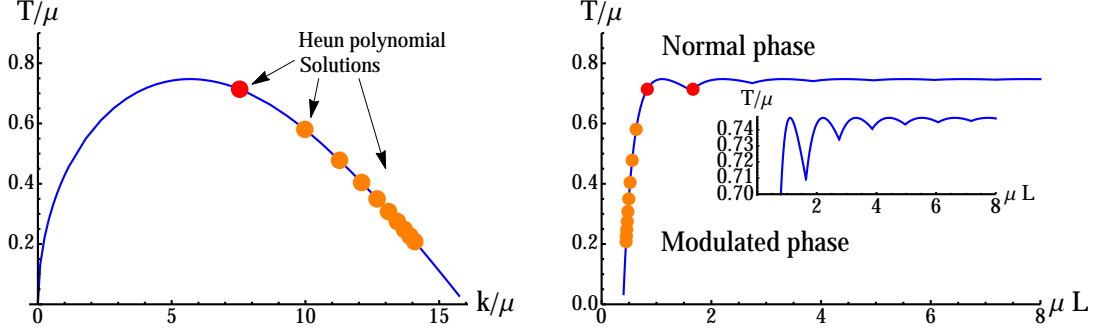 T/μ
Heun polynomial
Solutions
0.8
0.6
0.4
0.2
0
5
10
15
k/μ
T/μ
Normal phase
0.8
0.6
0.4
0.2
0.0
T/μ
0.74
0.73
0.72
0.71
0.70
2
4
6
8
μ L
Modulated phase
0
2
4
6
8
μ L